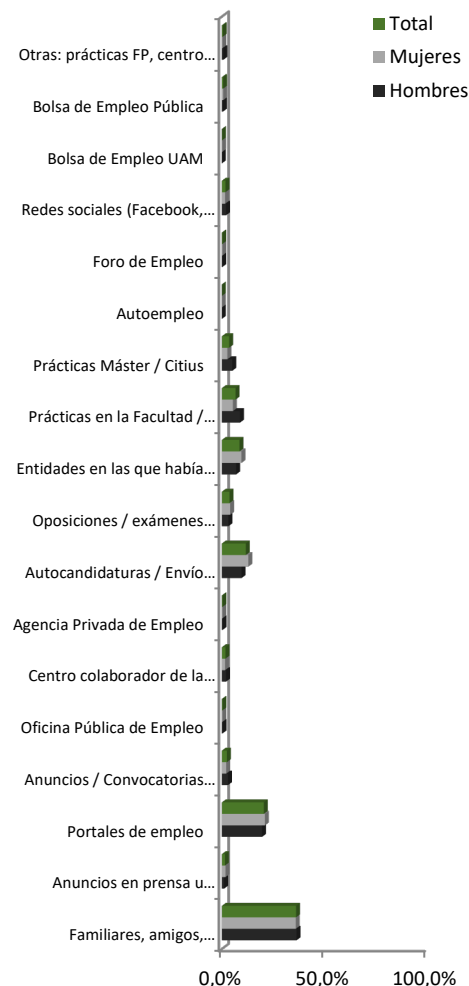 Total
Mujeres
Hombres
Otras: prácticas FP, centro...
Bolsa de Empleo Pública
Bolsa de Empleo UAM
Redes sociales (Facebook,...
Foro de Empleo
Autoempleo
Prácticas Máster / Citius
Prácticas en la Facultad /...
Entidades en las que había...
Oposiciones / exámenes...
Autocandidaturas / Envío...
Agencia Privada de Empleo
Centro colaborador de la...
Oficina Pública de Empleo
Anuncios / Convocatorias...
Portales de empleo
Anuncios en prensa u...
Familiares, amigos,...
0,0% 50,0% 100,0%